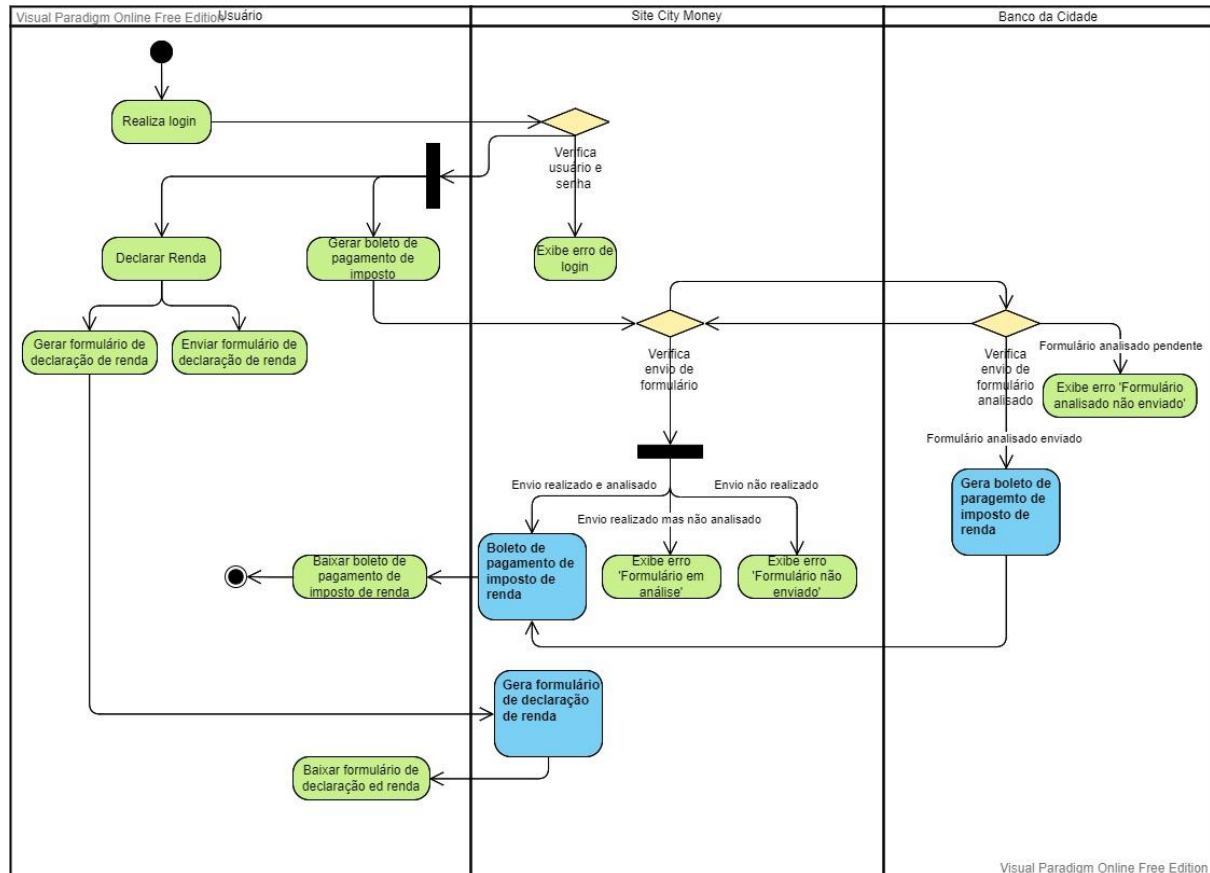 Visual Paradigm Online Free Edition
Usuário
Site City Money
Banco da Cidade
Realiza login
Verifica
usuário e
senha
Declarar Renda
Gerar boleto de
pagamento de
imposto
Exibe erro de
login
Gerar formulário de
declaração de renda
Enviar formulário de
declaração de renda
Verifica
envio de
formulário
Verifica
envio de
formulário
analisado
Formulário analisado pendente
Exibe erro 'Formulário
analisado não enviado'
Formulário analisado enviado
Gera boleto de
paragemto de
imposto de
renda
Envio realizado e analisado
Envio não realizado
Envio realizado mas não analisado
Boleto de
pagamento de
imposto de
renda
Exibe erro
'Formulário em
análise'
Exibe erro
'Formulário não
enviado'
Baixar boleto de
pagamento de
imposto de renda
Gera formulário
de declaração
de renda
Baixar formulário de
declaração ed renda
Visual Paradigm Online Free Edition